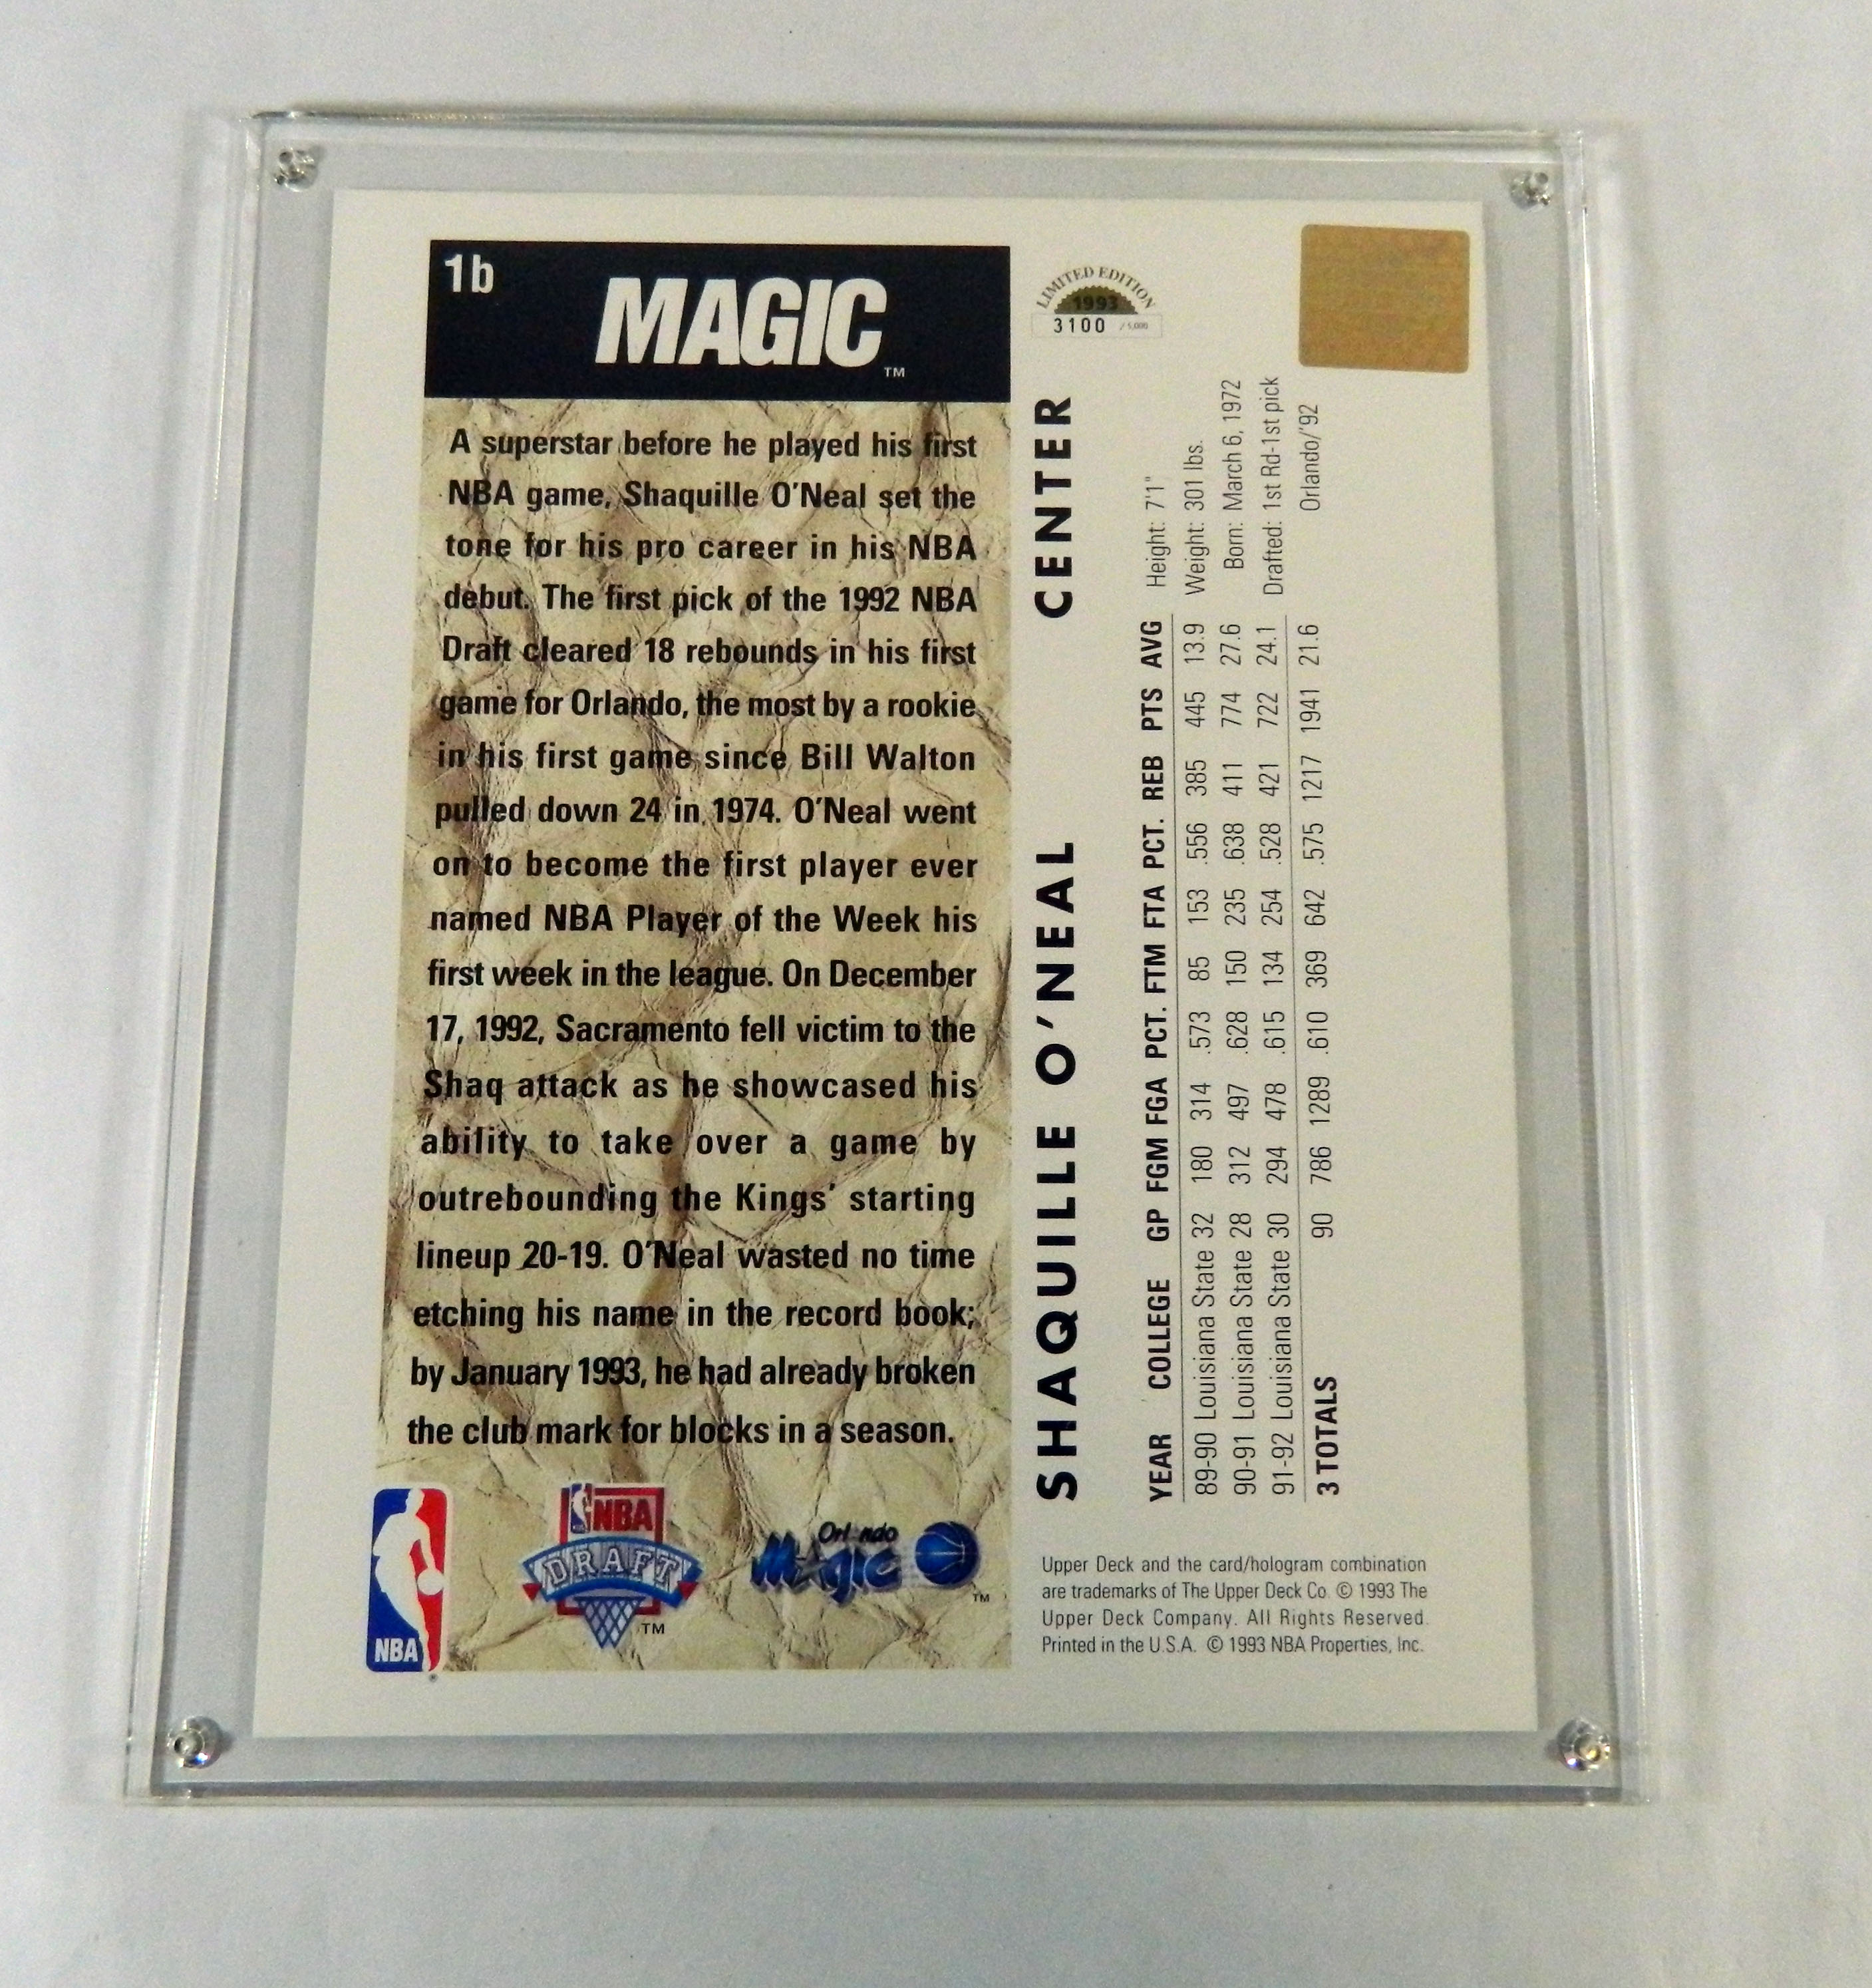 1b
MAGIC
TM
A superstar before he played his first
NBA game, Shaquille O'Neal set the
tone for his pro career in his NBA
debut. The first pick of the 1992 NBA
Draft cleared 18 rebounds in his first
game for Orlando, the most by a rookie
in his first game since Bill Walton
pulled down 24 in 1974. O'Neal went
on to become the first player ever
named NBA Player of the Week his
first week in the league. On December
17, 1992, Sacramento fell victim to the
Shaq attack as he showcased his
ability to take over a game by
outrebounding the Kings' starting
lineup 20-19. O'Neal wasted no time
etching his name in the record book;
by January 1993, he had already broken
the club mark for blocks in a season.
NBA
®
NBA
DRAFT
TM
Orlando
Magic
TM
LIMITED EDITION
1993
3100 / 5,000
SHAQUILLE O'NEAL CENTER
YEAR COLLEGE GP FGM FGA PCT. FTM FTA PCT. REB PTS AVG Height: 7'1"
89-90 Louisiana State 32 180 314 .573 85 153 .556 385 445 13.9 Weight: 301 lbs.
90-91 Louisiana State 28 312 497 .628 150 235 .638 411 774 27.6 Born: March 6, 1972
91-92 Louisiana State 30 294 478 .615 134 254 .528 421 722 24.1 Drafted: 1st Rd-1st pick
3 TOTALS 90 786 1289 .610 369 642 .575 1217 1941 21.6 Orlando/'92
Upper Deck and the card/hologram combination
are trademarks of The Upper Deck Co. © 1993 The
Upper Deck Company. All Rights Reserved.
Printed in the U.S.A. © 1993 NBA Properties, Inc.